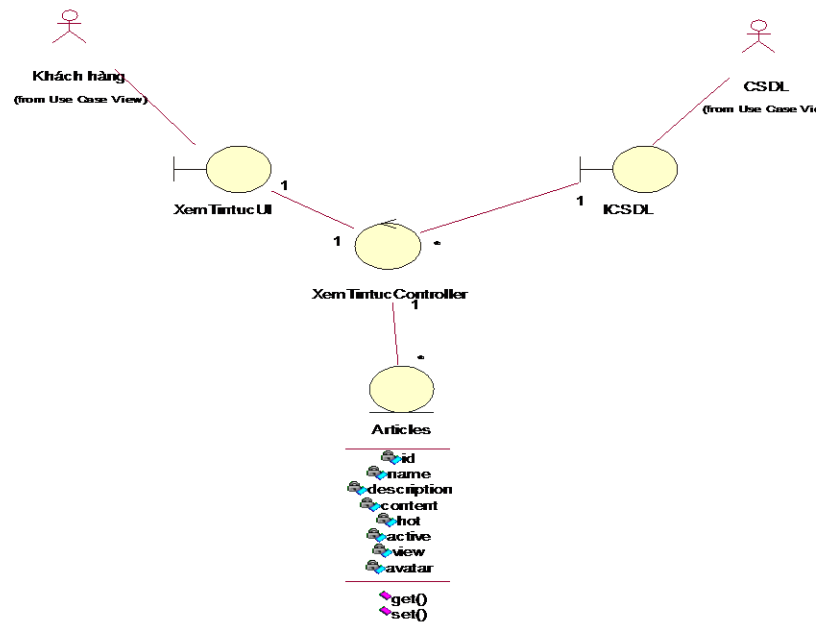 Khách hàng
(from Use Case View)
CSDL
(from Use Case Vie
1
XemTintucUI
1
ICSDL
1
*
XemTintucController
1
*
Articles
id
name
description
content
hot
active
view
avatar
get()
set()